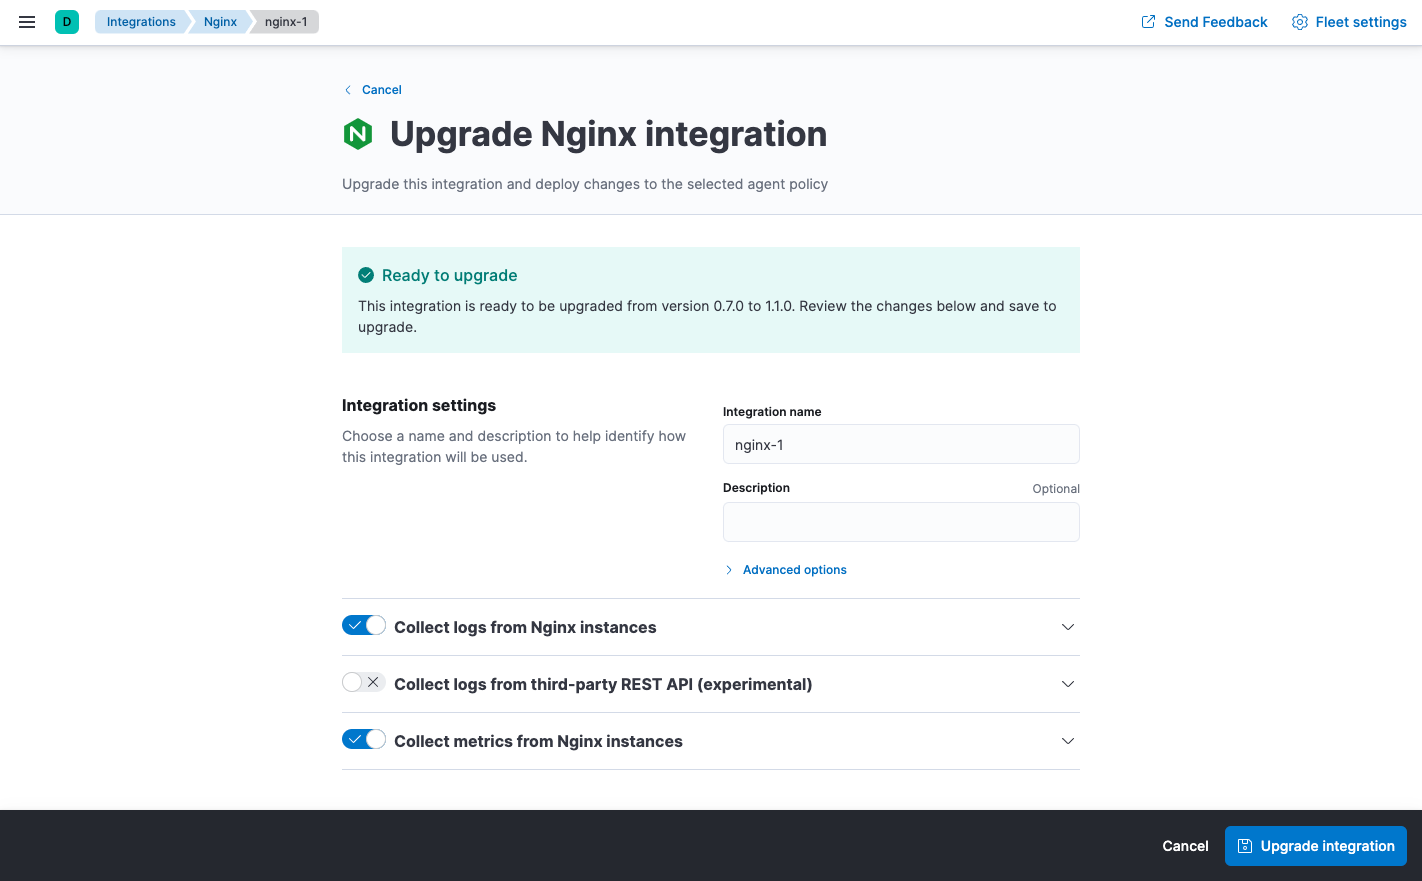 D
Integrations
Nginx
nginx-1
Send Feedback
Fleet settings
Cancel
Upgrade Nginx integration
Upgrade this integration and deploy changes to the selected agent policy
Ready to upgrade
This integration is ready to be upgraded from version 0.7.0 to 1.1.0. Review the changes below and save to
upgrade.
Integration settings
Choose a name and description to help identify how
this integration will be used.
Integration name
nginx-1
Description
Optional
Advanced options
Collect logs from Nginx instances
Collect logs from third-party REST API (experimental)
Collect metrics from Nginx instances
Cancel
Upgrade integration